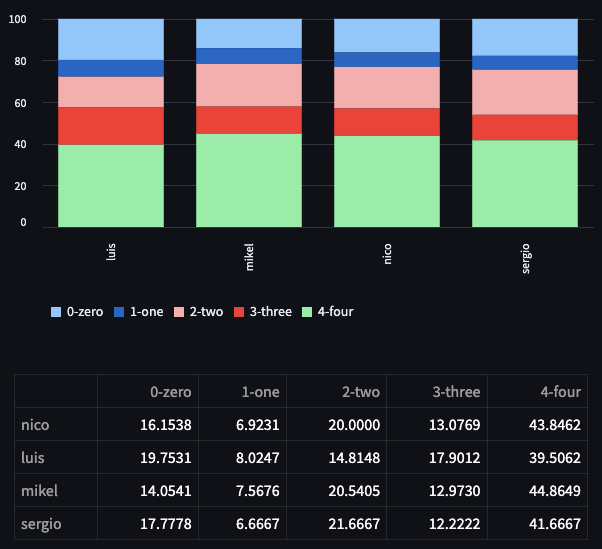 100
80
60
40
20
0
luis mikel nico sergio
0-zero 1-one 2-two 3-three 4-four
0-zero 1-one 2-two 3-three 4-four
nico 16.1538 6.9231 20.0000 13.0769 43.8462
luis 19.7531 8.0247 14.8148 17.9012 39.5062
mikel 14.0541 7.5676 20.5405 12.9730 44.8649
sergio 17.7778 6.6667 21.6667 12.2222 41.6667